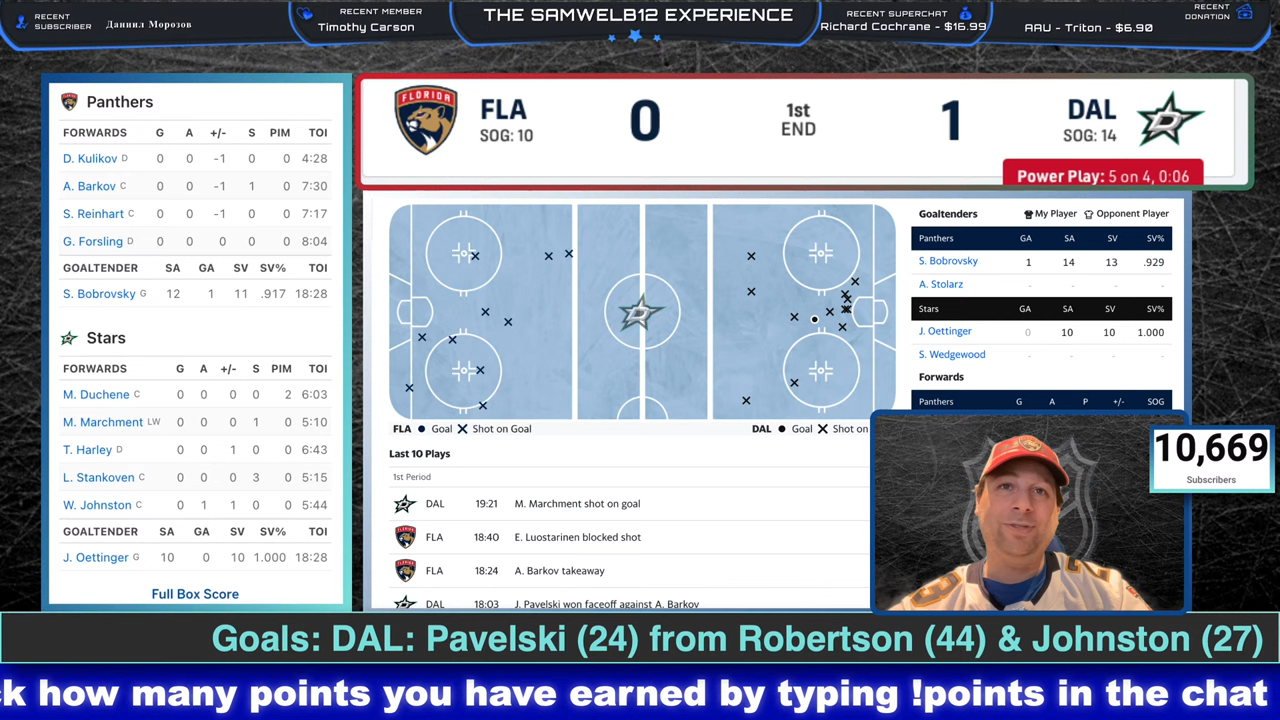 RECENT
SUBSCRIBER
Даниил Морозов
RECENT MEMBER
Timothy Carson
THE SAMWELB12 EXPERIENCE
RECENT SUPERCHAT
Richard Cochrane - $16.99
RECENT
DONATION
AAU - Triton - $6.90
Panthers
FORWARDS G A +/- S PIM TOI
D. Kulikov D 0 0 -1 0 0 4:28
A. Barkov C 0 0 -1 1 0 7:30
S. Reinhart C 0 0 -1 0 0 7:17
G. Forsling D 0 0 0 0 0 8:04
GOALTENDER SA GA SV SV% TOI
S. Bobrovsky G 12 1 11 .917 18:28
Stars
FORWARDS G A +/- S PIM TOI
M. Duchene C 0 0 0 0 2 6:03
M. Marchment LW 0 0 0 1 0 5:10
T. Harley D 0 0 1 0 0 6:43
L. Stankoven C 0 0 0 3 0 5:15
W. Johnston C 0 1 1 0 0 5:44
GOALTENDER SA GA SV SV% TOI
J. Oettinger G 10 0 10 1.000 18:28
Full Box Score
FLORIDA
FLA
SOG: 10
0
1st
END
1
DAL
SOG: 14
Power Play: 5 on 4, 0:06
FLA Goal Shot on Goal
DAL Goal Shot on
Last 10 Plays
1st Period
DAL 19:21 M. Marchment shot on goal
FLA 18:40 E. Luostarinen blocked shot
FLA 18:24 A. Barkov takeaway
DAL 18:03 J. Pavelski won faceoff against A. Barkov
Goaltenders My Player Opponent Player
Panthers GA SA SV SV%
S. Bobrovsky 1 14 13 .929
A. Stolarz - - - -
Stars GA SA SV SV%
J. Oettinger 0 10 10 1.000
S. Wedgewood - - - -
Forwards
Panthers G A P +/- SOG
10,669
Subscribers
Goals: DAL: Pavelski (24) from Robertson (44) & Johnston (27)
ck how many points you have earned by typing !points in the chat